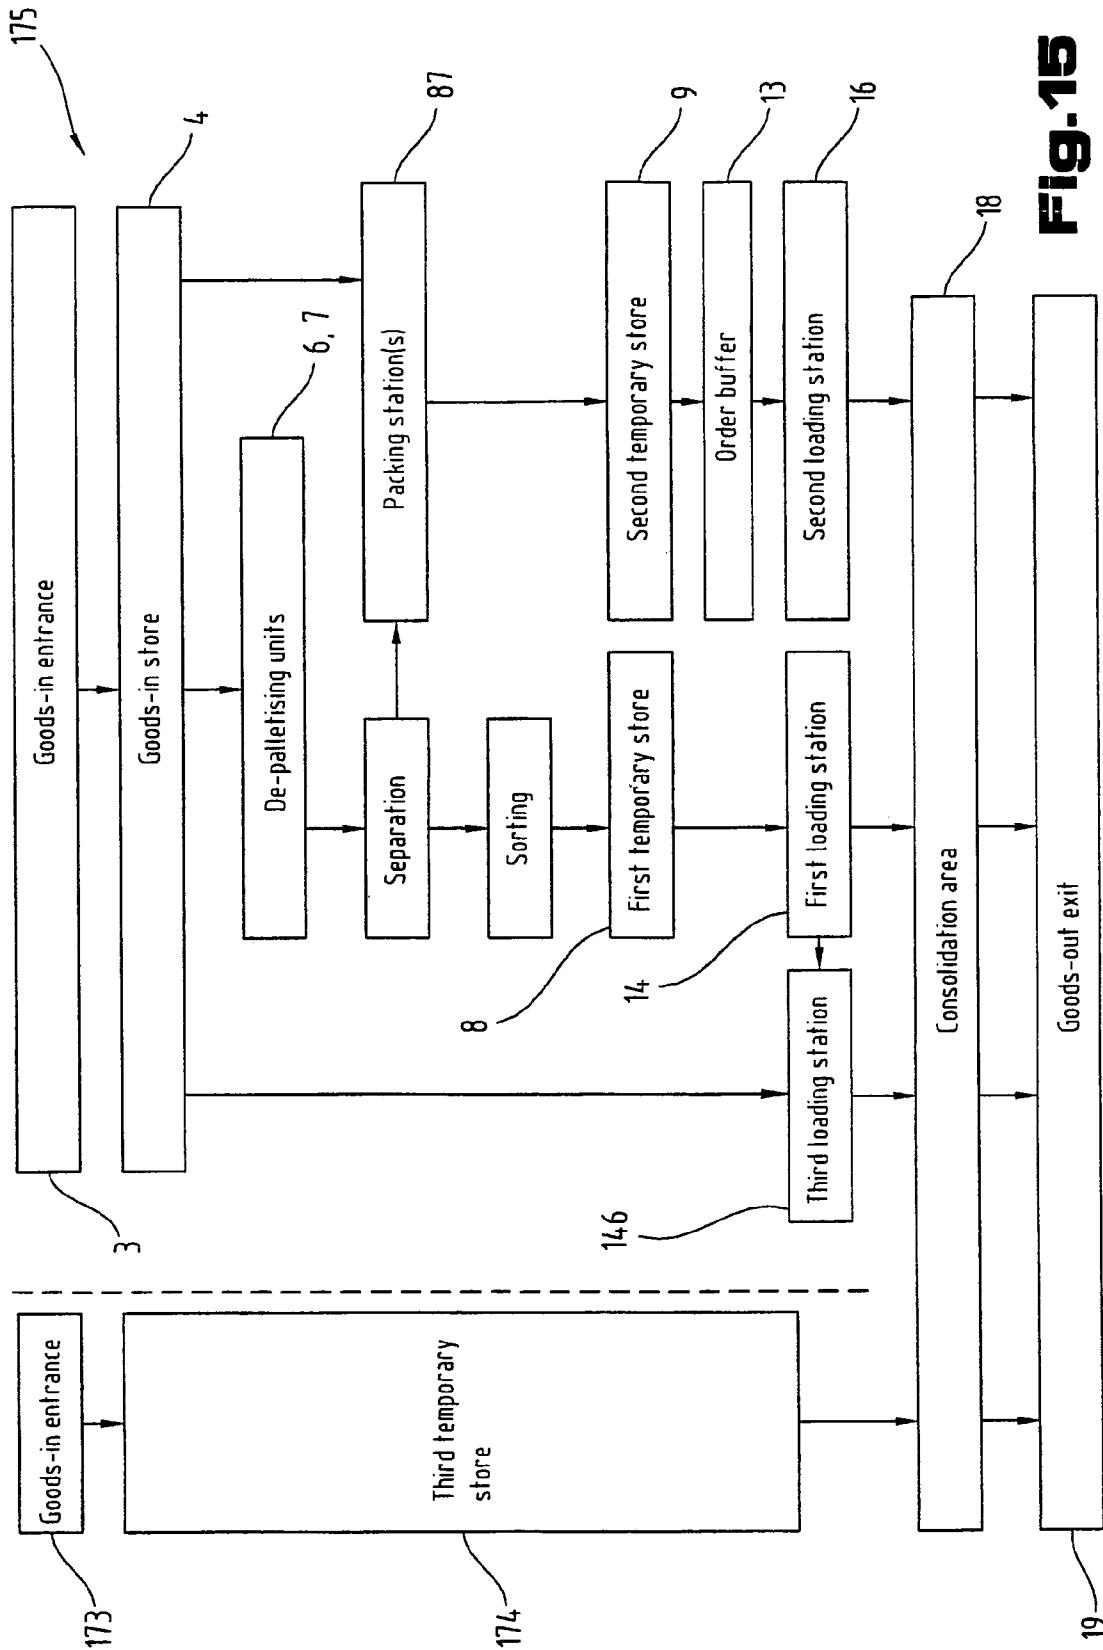 175
Goods-in entrance
173
Goods-in entrance
3
Goods-in store
4
De-palletising units
6, 7
Separation
Packing station(s)
87
Sorting
Third temporary
store
174
First temporary store
8
Second temporary store
9
Order buffer
13
Third loading station
146
First loading station
14
Second loading station
16
Consolidation area
18
Goods-out exit
19
Fig.15